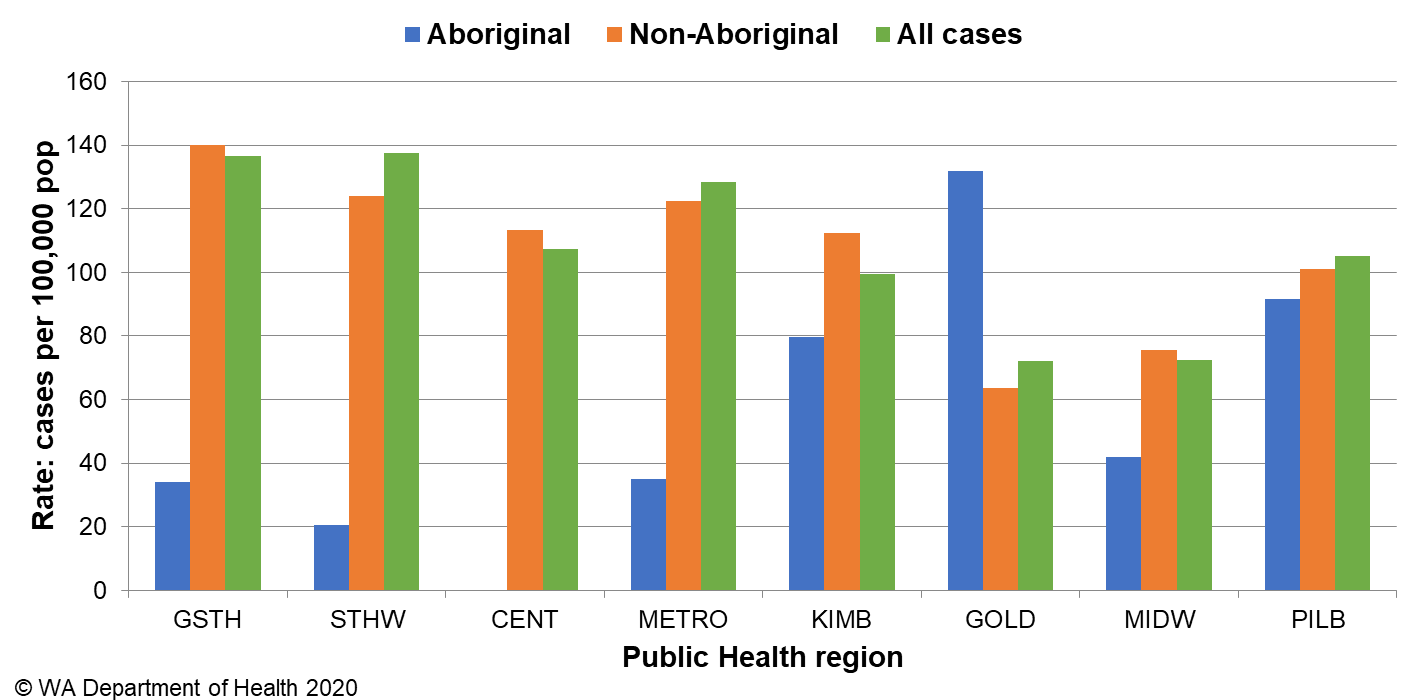 Aboriginal Non-Aboriginal All cases
Rate: cases per 100,000 pop
160
140
120
100
80
60
40
20
0
GSTH STHW CENT METRO KIMB GOLD MIDW PILB
Public Health region
© WA Department of Health 2020